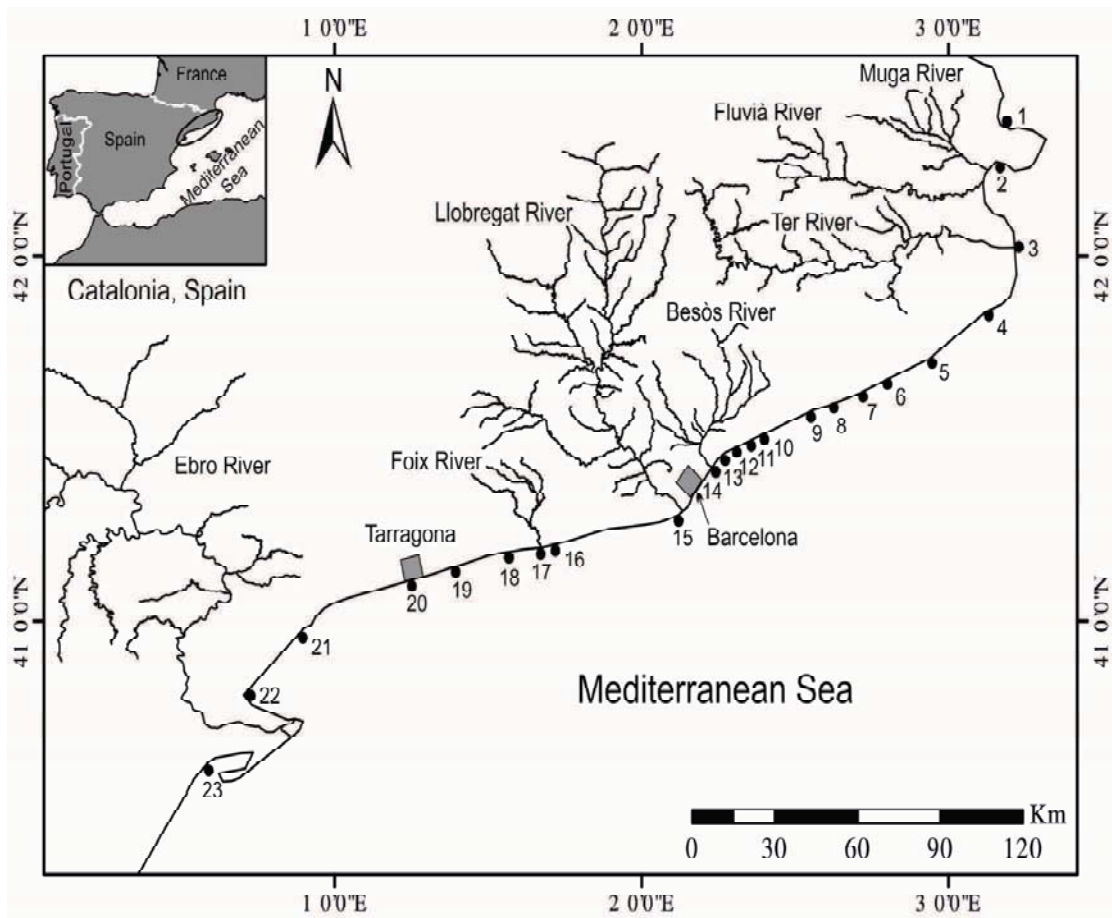 1 0'0"E 2 0'0"E 3 0'0"E
France
Spain
Portugal
Mediterranean
Sea
Catalonia, Spain
N
Muga River
Fluvià River
1
2
Llobregat River
Ter River
3
42 0'0"N
42 0'0"N
Besòs River
4
5
6
7
8
9
10
11
12
13
14
Ebro River
Foix River
Barcelona
15
Tarragona
16
17
18
19
20
41 0'0"N
41 0'0"N
21
22
Mediterranean Sea
23
Km
0 30 60 90 120
1 0'0"E 2 0'0"E 3 0'0"E